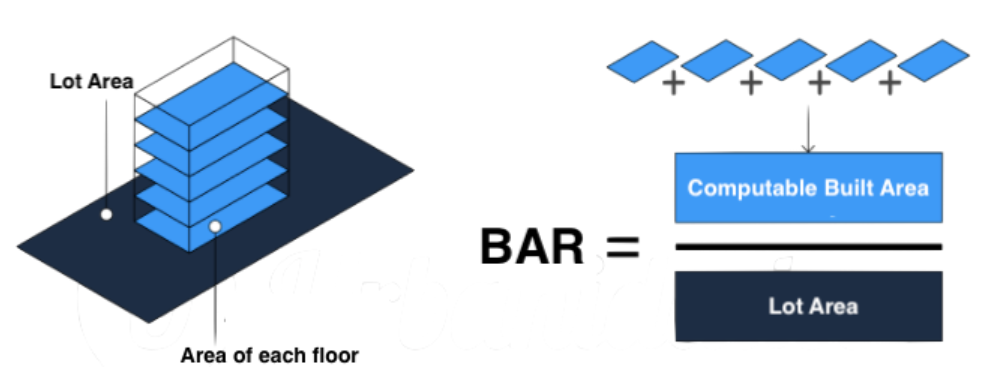 Lot Area
Area of each floor
+ + + +
BAR =
Computable Built Area
Lot Area